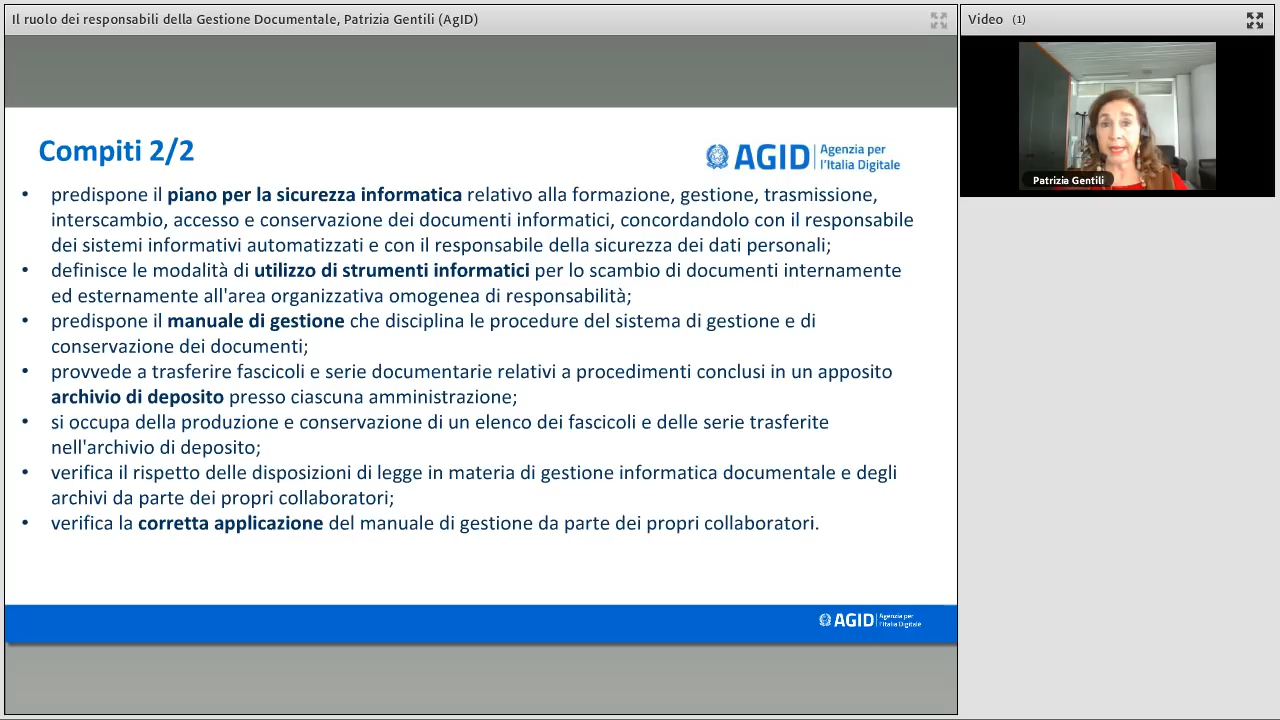 Il ruolo dei responsabili della Gestione Documentale, Patrizia Gentili (AgID)
Video (1)
Patrizia Gentili
Compiti 2/2
AGID Agenzia per
l'Italia Digitale
• predispone il piano per la sicurezza informatica relativo alla formazione, gestione, trasmissione,
interscambio, accesso e conservazione dei documenti informatici, concordandolo con il responsabile
dei sistemi informativi automatizzati e con il responsabile della sicurezza dei dati personali;
• definisce le modalità di utilizzo di strumenti informatici per lo scambio di documenti internamente
ed esternamente all'area organizzativa omogenea di responsabilità;
• predispone il manuale di gestione che disciplina le procedure del sistema di gestione e di
conservazione dei documenti;
• provvede a trasferire fascicoli e serie documentarie relativi a procedimenti conclusi in un apposito
archivio di deposito presso ciascuna amministrazione;
• si occupa della produzione e conservazione di un elenco dei fascicoli e delle serie trasferite
nell'archivio di deposito;
• verifica il rispetto delle disposizioni di legge in materia di gestione informatica documentale e degli
archivi da parte dei propri collaboratori;
• verifica la corretta applicazione del manuale di gestione da parte dei propri collaboratori.
AGID Agenzia per
l'Italia Digitale